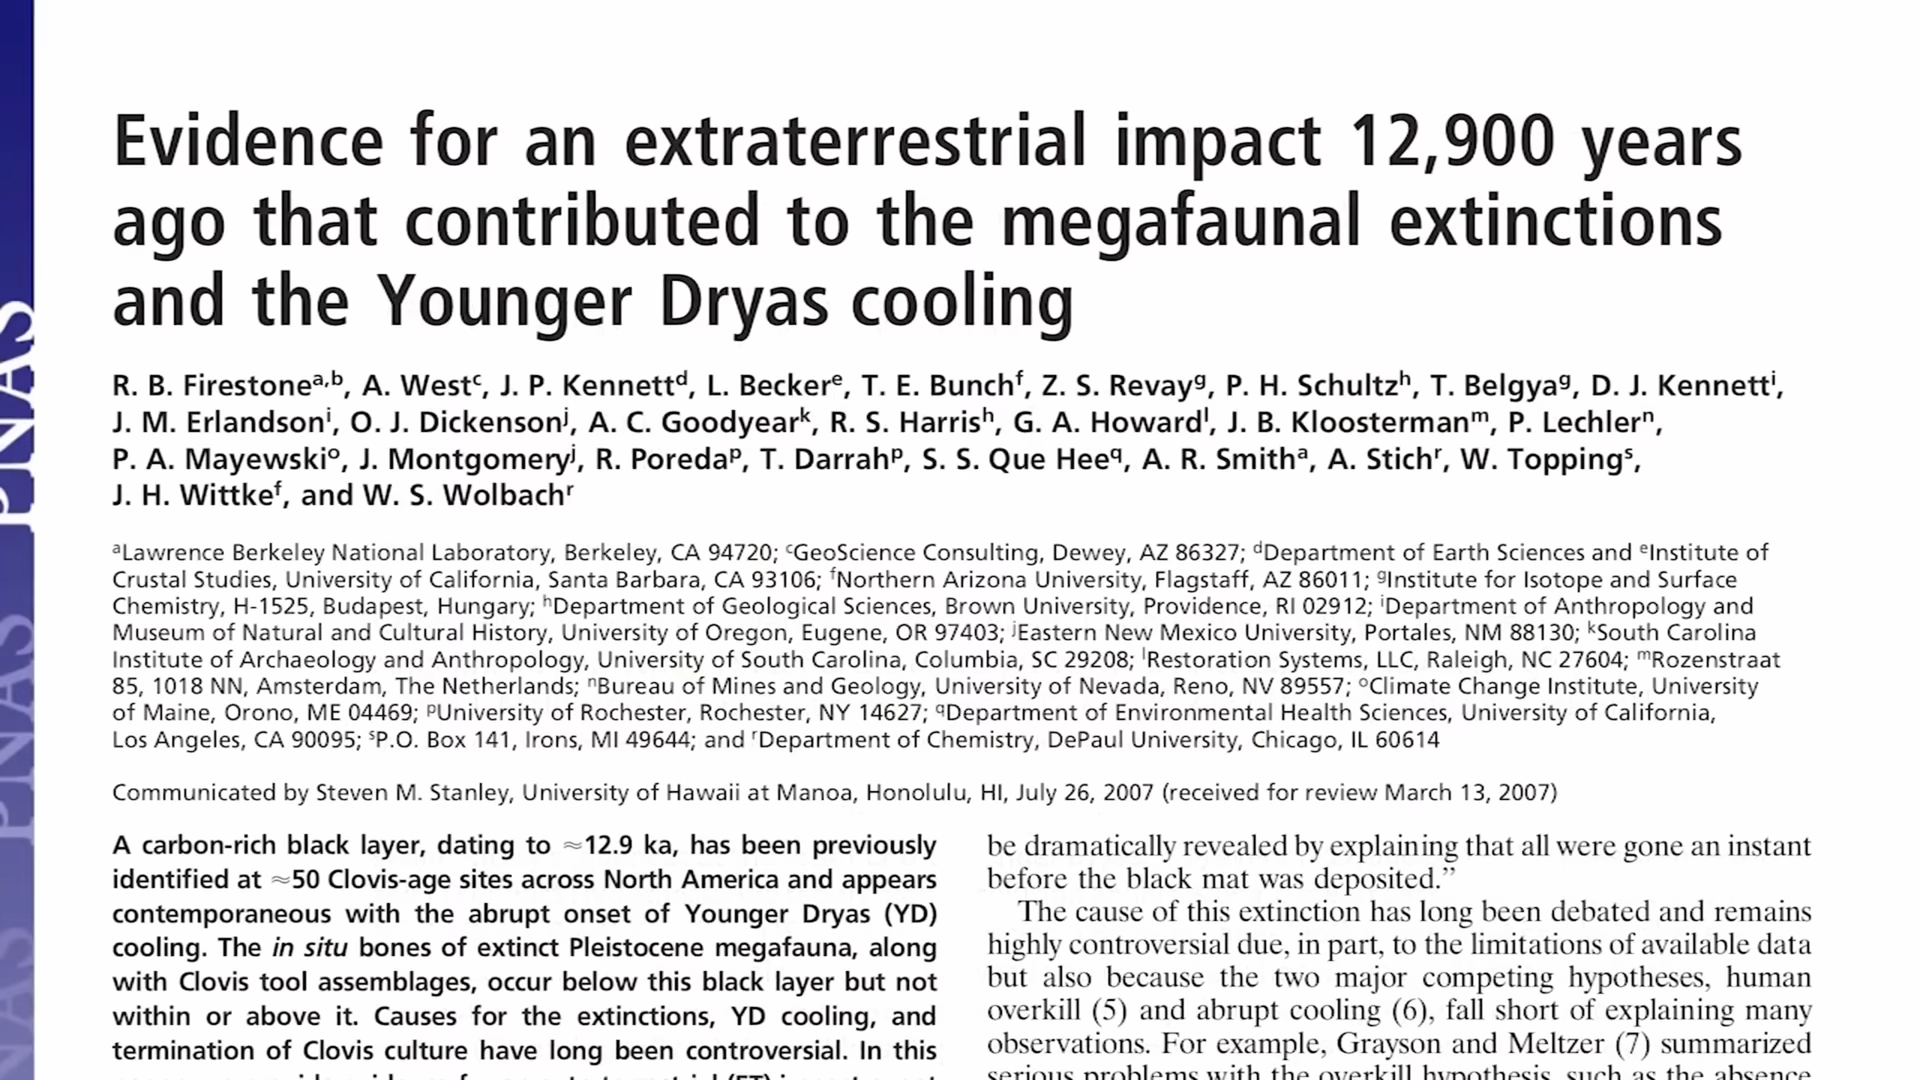 Evidence for an extraterrestrial impact 12,900 years
ago that contributed to the megafaunal extinctions
and the Younger Dryas cooling
R. B. Firestoneᵃ,ᵇ, A. Westᶜ, J. P. Kennettᵈ, L. Beckerᵉ, T. E. Bunchᶠ, Z. S. Revayᵍ, P. H. Schultzʰ, T. Belgyaᵍ, D. J. Kennettⁱ,
J. M. Erlandsonⁱ, O. J. Dickensonʲ, A. C. Goodyearᵏ, R. S. Harrisʰ, G. A. Howardˡ, J. B. Kloostermanᵐ, P. Lechlerⁿ,
P. A. Mayewskiᵒ, J. Montgomeryʲ, R. Poredaᵖ, T. Darrahᵖ, S. S. Que Hee^q, A. R. Smithᵃ, A. Stichʳ, W. Toppingˢ,
J. H. Wittkeᶠ, and W. S. Wolbachʳ
ᵃLawrence Berkeley National Laboratory, Berkeley, CA 94720; ᶜGeoScience Consulting, Dewey, AZ 86327; ᵈDepartment of Earth Sciences and ᵉInstitute of
Crustal Studies, University of California, Santa Barbara, CA 93106; ᶠNorthern Arizona University, Flagstaff, AZ 86011; ᵍInstitute for Isotope and Surface
Chemistry, H-1525, Budapest, Hungary; ʰDepartment of Geological Sciences, Brown University, Providence, RI 02912; ⁱDepartment of Anthropology and
Museum of Natural and Cultural History, University of Oregon, Eugene, OR 97403; ʲEastern New Mexico University, Portales, NM 88130; ᵏSouth Carolina
Institute of Archaeology and Anthropology, University of South Carolina, Columbia, SC 29208; ˡRestoration Systems, LLC, Raleigh, NC 27604; ᵐRozenstraat
85, 1018 NN, Amsterdam, The Netherlands; ⁿBureau of Mines and Geology, University of Nevada, Reno, NV 89557; ᵒClimate Change Institute, University
of Maine, Orono, ME 04469; ᵖUniversity of Rochester, Rochester, NY 14627; ^qDepartment of Environmental Health Sciences, University of California,
Los Angeles, CA 90095; ˢP.O. Box 141, Irons, MI 49644; and ʳDepartment of Chemistry, DePaul University, Chicago, IL 60614
Communicated by Steven M. Stanley, University of Hawaii at Manoa, Honolulu, HI, July 26, 2007 (received for review March 13, 2007)
A carbon-rich black layer, dating to ≈12.9 ka, has been previously
identified at ≈50 Clovis-age sites across North America and appears
contemporaneous with the abrupt onset of Younger Dryas (YD)
cooling. The in situ bones of extinct Pleistocene megafauna, along
with Clovis tool assemblages, occur below this black layer but not
within or above it. Causes for the extinctions, YD cooling, and
termination of Clovis culture have long been controversial. In this
be dramatically revealed by explaining that all were gone an instant
before the black mat was deposited.”
The cause of this extinction has long been debated and remains
highly controversial due, in part, to the limitations of available data
but also because the two major competing hypotheses, human
overkill (5) and abrupt cooling (6), fall short of explaining many
observations. For example, Grayson and Meltzer (7) summarized
serious problems with the overkill hypothesis, such as the absence
PNAS
PNAS
PNAS